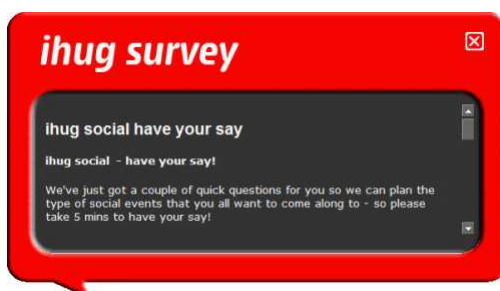 ihug survey
ihug social have your say
ihug social - have your say!
We've just got a couple of quick questions for you so we can plan the
type of social events that you all want to come along to - so please
take 5 mins to have your say!